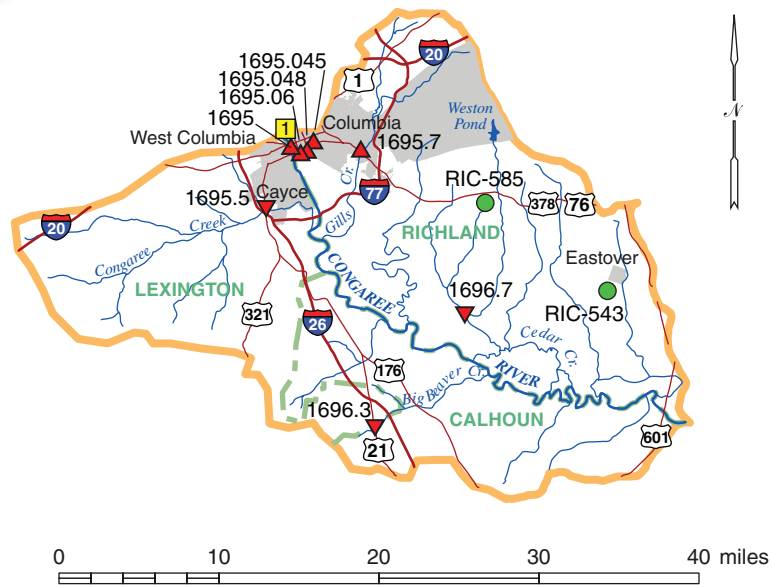 1695.045
1695.048
1695.06
1695
1
West Columbia
Columbia
1
20
Weston
Pond
1695.7
Cr.
Gills
77
RIC-585
378
76
1695.5
Cayce
20
Creek
Congaree
LEXINGTON
RICHLAND
Eastover
CONGAREE
RIVER
1696.7
RIC-543
321
26
Cedar Cr.
176
Big Beaver Cr.
1696.3
CALHOUN
21
601
N
0 10 20 30 40 miles